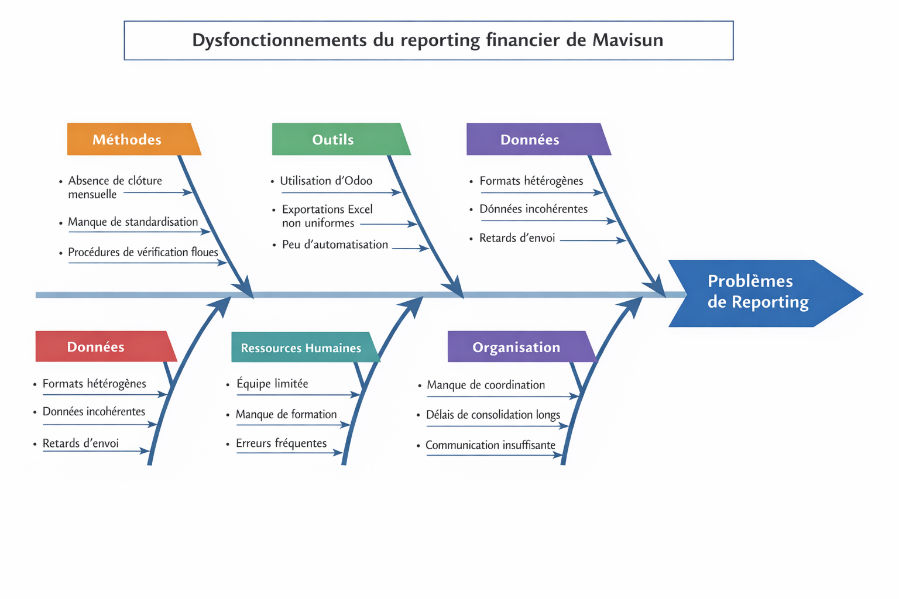 Dysfonctionnements du reporting financier de Mavisun
Méthodes
• Absence de clóture
mensuelle
• Manque de standardisation
• Procédures de vérification floues
Outils
• Utilisation d'Odoo
• Exportations Excel
non uniformes
• Peu d'automatisation
Données
• Formats hétérogènes
• Dónnées incohérentes
• Retards d'envoi
Problèmes
de Reporting
Données
• Formats hétérogènes
• Données incohérentes
• Retards d'envoi
Ressources Humaines
• Équipe limitée
• Manque de formation
• Erreurs fréquentes
Organisation
• Manque de coordination
• Délais de consolidation longs
• Communication insuffisante